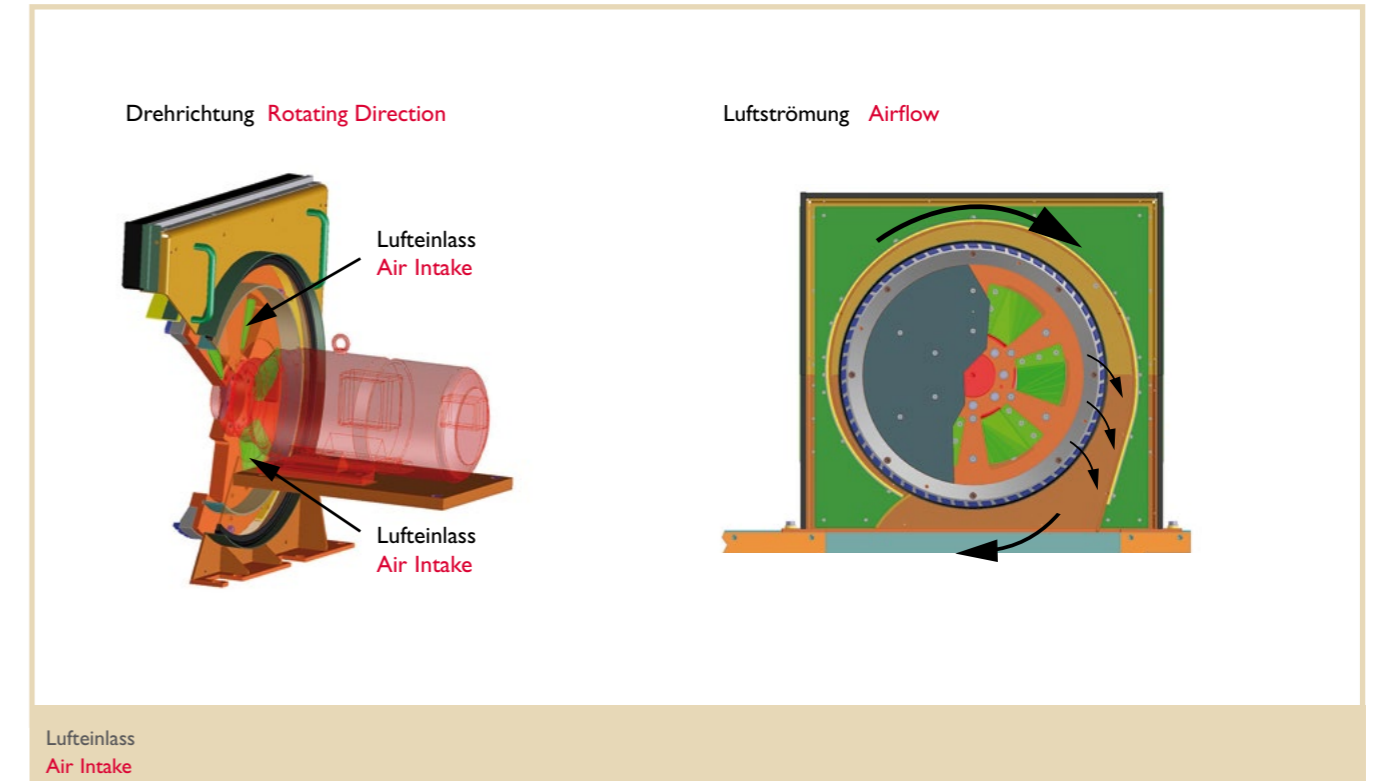 Drehrichtung Rotating Direction
Luftströmung Airflow
Lufteinlass
Air Intake
Lufteinlass
Air Intake
Lufteinlass
Air Intake